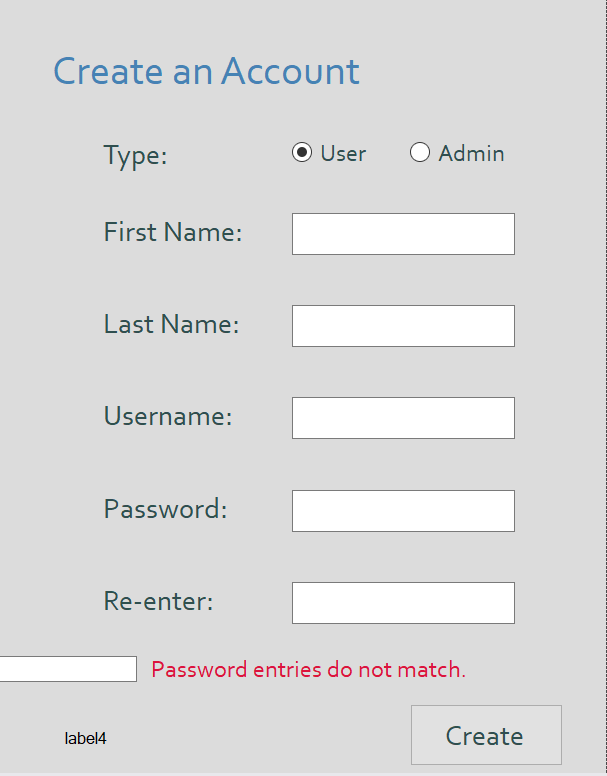 Create an Account
Type: User Admin
First Name:
Last Name:
Username:
Password:
Re-enter:
Password entries do not match.
label4 Create